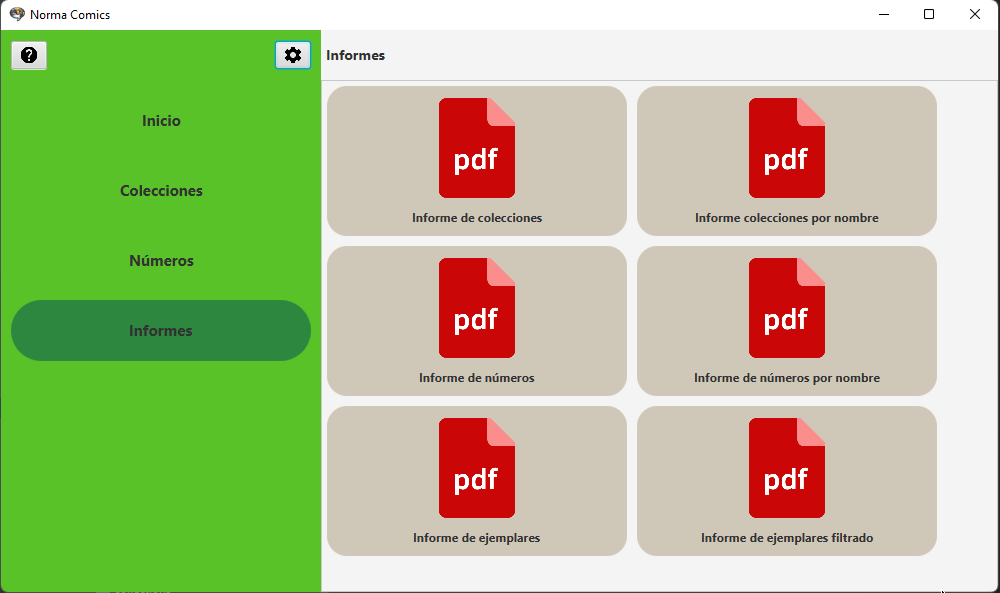 Norma Comics
?
Informes
Inicio
Colecciones
Números
Informes
pdf
Informe de colecciones
pdf
Informe colecciones por nombre
pdf
Informe de números
pdf
Informe de números por nombre
pdf
Informe de ejemplares
pdf
Informe de ejemplares filtrado